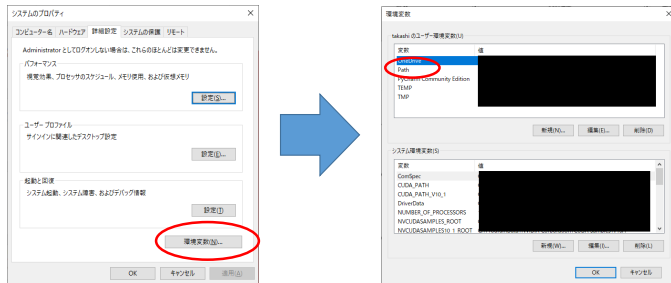 システムのプロパティ
コンピューター名 ハードウェア 詳細設定 システムの保護 リモート
Administrator としてログオンしない場合は、これらのほとんどは変更できません。
パフォーマンス
視覚効果、プロセッサのスケジュール、メモリ使用、および仮想メモリ
設定(S)...
ユーザー プロファイル
サインインに関連したデスクトップ設定
設定(E)...
起動と回復
システム起動、システム障害、およびデバッグ情報
設定(T)
環境変数(N)...
OK キャンセル 適用(A)
環境変数
takashi のユーザー環境変数(U)
変数 値
OneDrive
Path
PyCharm Community Edition
TEMP
TMP
新規(N)... 編集(E)... 削除(D)
システム環境変数(S)
変数 値
ComSpec
CUDA_PATH
CUDA_PATH_V10_1
DriverData
NUMBER_OF_PROCESSORS
NVCUDASAMPLES_ROOT
NVCUDASAMPLES10_1_ROOT
新規(W)... 編集(I)... 削除(L)
OK キャンセル